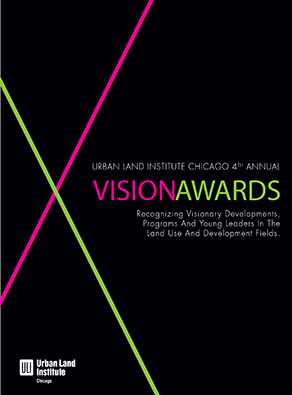 URBAN LAND INSTITUTE CHICAGO 4TH ANNUAL
VISIONAWARDS
Recognizing Visionary Developments,
Programs And Young Leaders In The
Land Use And Development Fields.
ULI Urban Land
Institute
Chicago